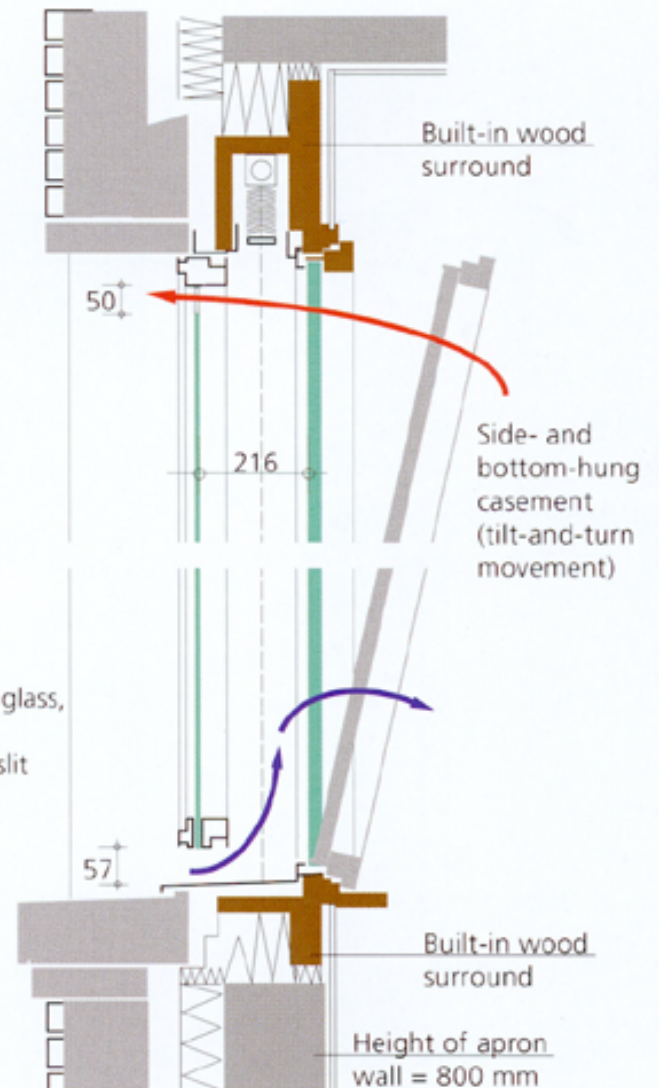 Built-in wood
surround
50
216
Side- and
bottom-hung
casement
(tilt-and-turn
movement)
glass,
slit
57
Built-in wood
surround
Height of apron
wall = 800 mm